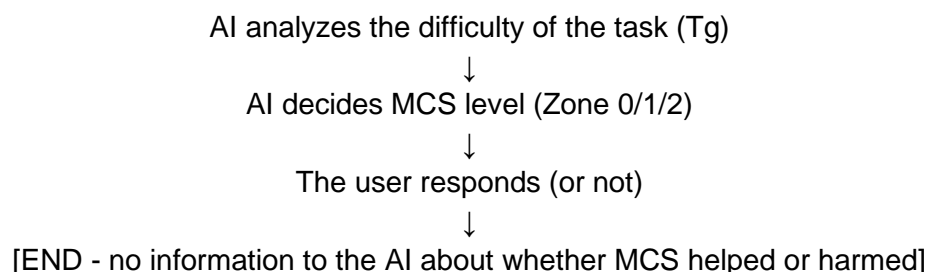 AI analyzes the difficulty of the task (Tg)
↓
AI decides MCS level (Zone 0/1/2)
↓
The user responds (or not)
↓
[END - no information to the AI about whether MCS helped or harmed]